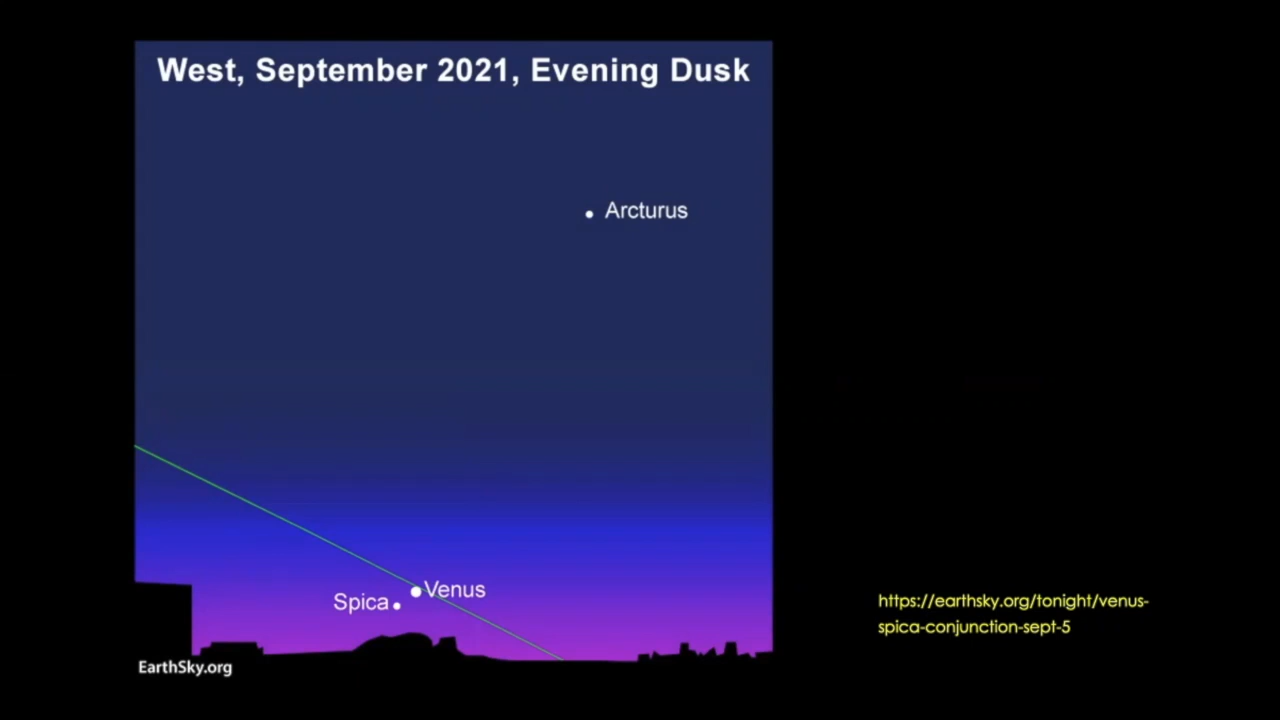 West, September 2021, Evening Dusk
Arcturus
Venus
Spica
https://earthsky.org/tonight/venus-
spica-conjunction-sept-5
EarthSky.org